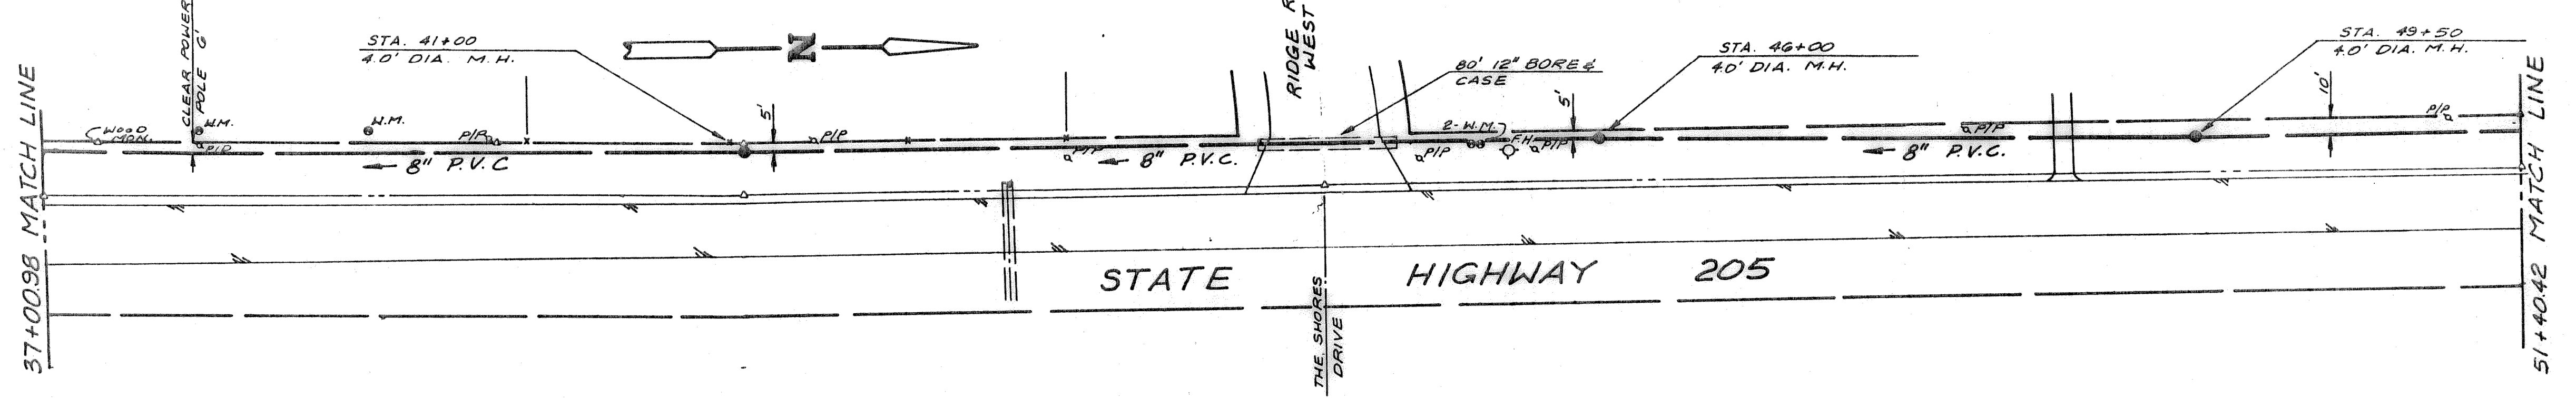 37+00.98 MATCH LINE
CLEAR POWER
POLE 6'
STA. 41+00
4.0' DIA. M.H.
N
RIDGE R
WEST
80' 12" BORE &
CASE
STA. 46+00
4.0' DIA. M.H.
STA. 49+50
4.0' DIA. M.H.
WOOD
MON.
W.M.
P/P
W.M.
P/P
5'
P/P
P/P
2-W.M.
P/P
F.H.
P/P
5'
P/P
10'
P/P
8" P.V.C
8" P.V.C.
8" P.V.C.
STATE HIGHWAY 205
THE SHORES
DRIVE
51+40.42 MATCH LINE